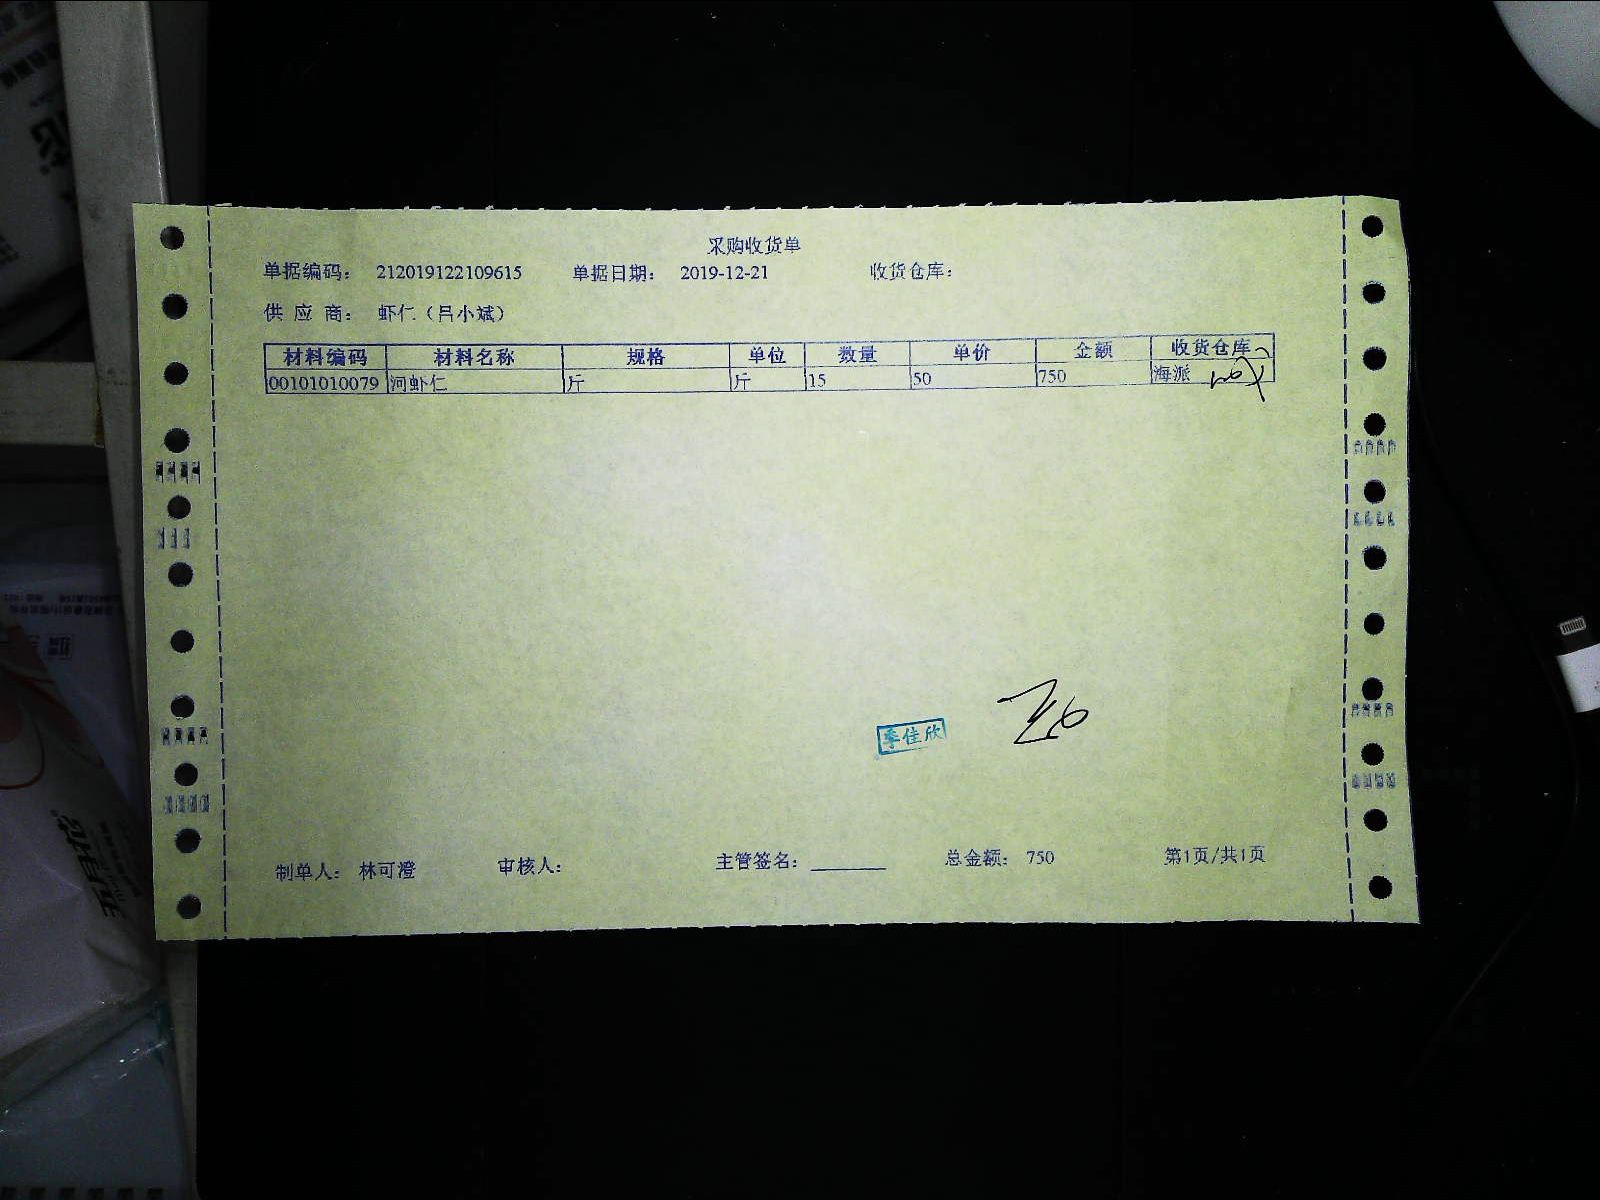 采购收货单
单据编码： 212019122109615 单据日期： 2019-12-21 收货仓库：
供 应 商： 虾仁（吕小斌）
材料编码 材料名称 规格 单位 数量 单价 金额 收货仓库
00101010079 河虾仁 斤 斤 15 50 750 海派
季佳欣
制单人： 林可澄 审核人： 主管签名： ______ 总金额： 750 第1页/共1页